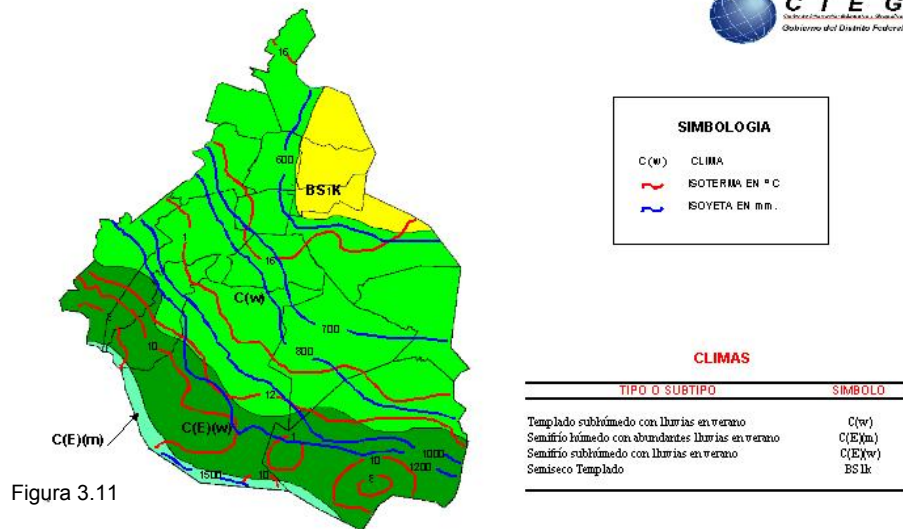 C I E G
Gobierno del Distrito Federal
SIMBOLOGIA
C(w) CLIMA
ISOTERMA EN °C
ISOYETA EN mm.
16
600
BS1K
1
16
C(w)
700
800
10
12
C(E)(w)
C(E)(m)
10
1000
1200
8
1500
10
CLIMAS
TIPO O SUBTIPO SIMBOLO
Templado subhúmedo con lluvias en verano C(w)
Semifrío húmedo con abundantes lluvias en verano C(E)(m)
Semifrío subhúmedo con lluvias en verano C(E)(w)
Semiseco Templado BS1k
Figura 3.11